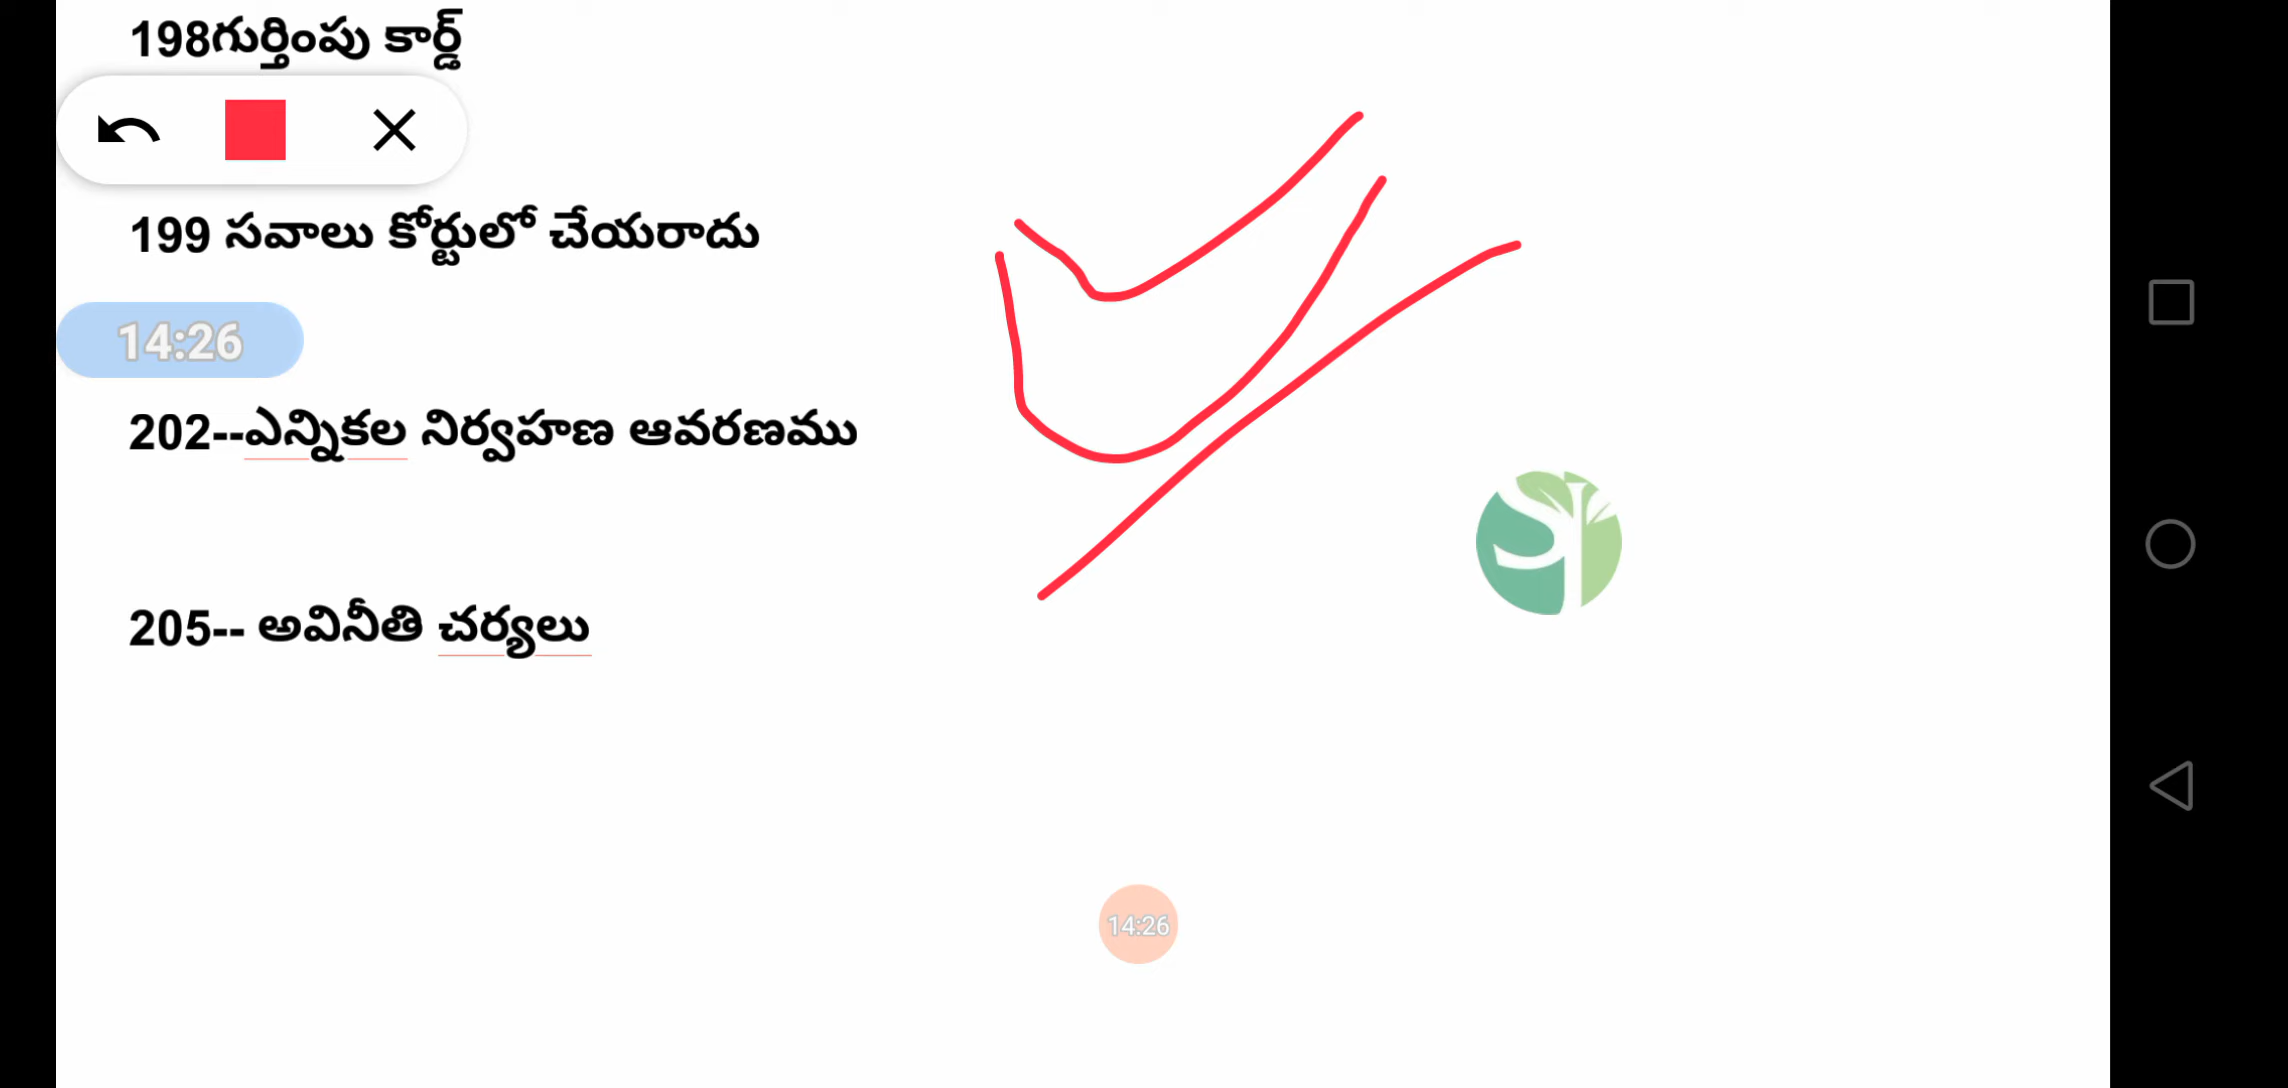 198గుర్తింపు కార్డ్
199 సవాలు కోర్టులో చేయరాదు
14:26
202--ఎన్నికల నిర్వహణ ఆవరణము
205-- అవినీతి చర్యలు
14:26